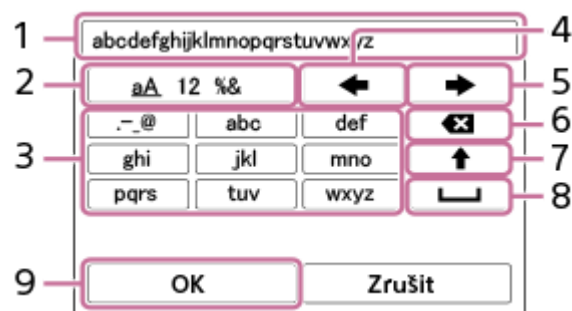 1 abcdefghijklmnopqrstuvwxyz 4
2 aA 12 %& 5
.-_@ abc def 6
3 ghi jkl mno 7
pqrs tuv wxyz 8
9 OK Zrušit